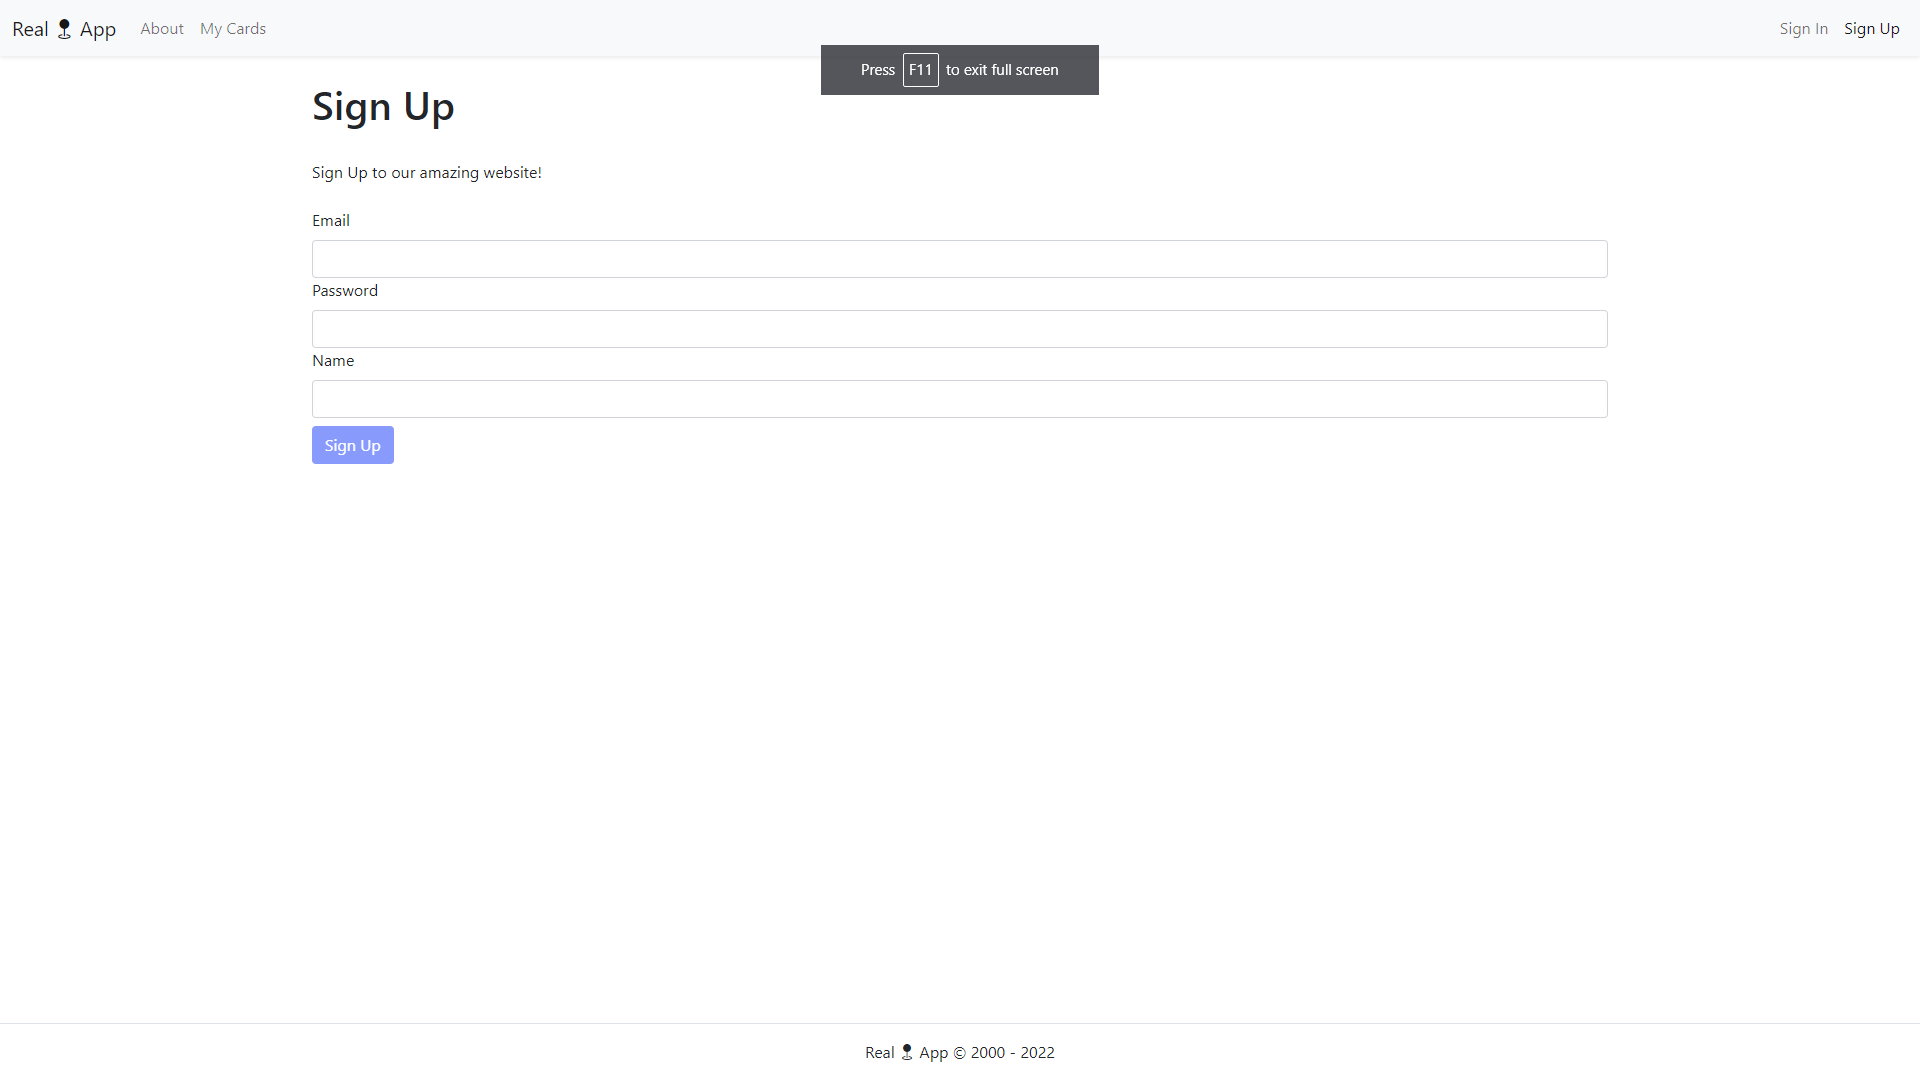 Real App About My Cards Sign In Sign Up
Press F11 to exit full screen
Sign Up
Sign Up to our amazing website!
Email
Password
Name
Sign Up
Real App © 2000 - 2022